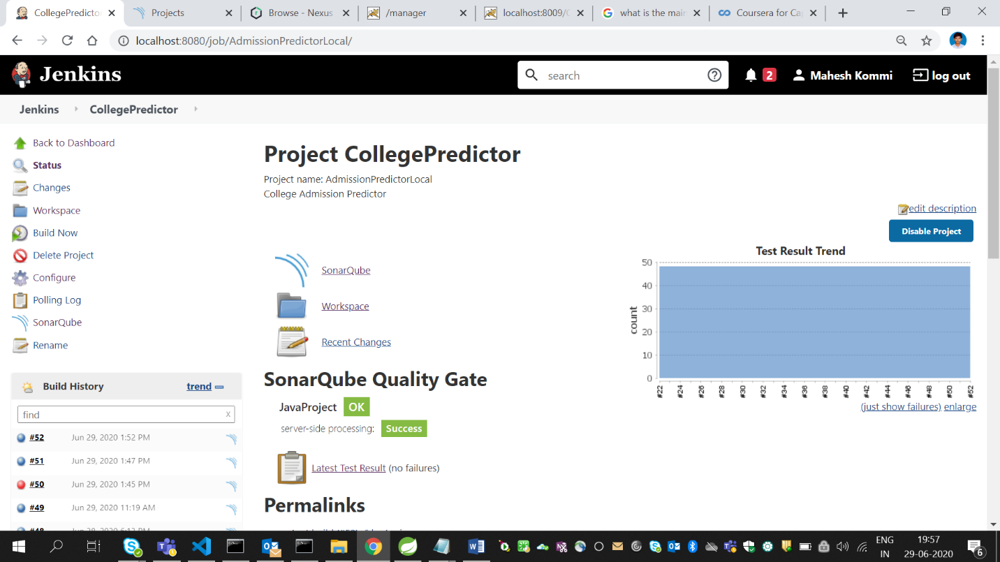 CollegePredicto
Projects
Browse - Nexus
/manager
localhost:8009/
what is the mai
Coursera for Ca
localhost:8080/job/AdmissionPredictorLocal/
Jenkins
search
2
Mahesh Kommi
log out
Jenkins
CollegePredictor
Back to Dashboard
Status
Changes
Workspace
Build Now
Delete Project
Configure
Polling Log
SonarQube
Rename
Build History
trend
find
x
#52 Jun 29, 2020 1:52 PM
#51 Jun 29, 2020 1:47 PM
#50 Jun 29, 2020 1:45 PM
#49 Jun 29, 2020 11:19 AM
Project CollegePredictor
Project name: AdmissionPredictorLocal
College Admission Predictor
edit description
Disable Project
SonarQube
Workspace
Recent Changes
Test Result Trend
count
50
40
30
20
10
0
#22 #24 #26 #28 #30 #32 #34 #36 #38 #40 #42 #44 #46 #48 #50 #52
(just show failures) enlarge
SonarQube Quality Gate
JavaProject OK
server-side processing: Success
Latest Test Result (no failures)
Permalinks
ENG
IN
19:57
29-06-2020
6